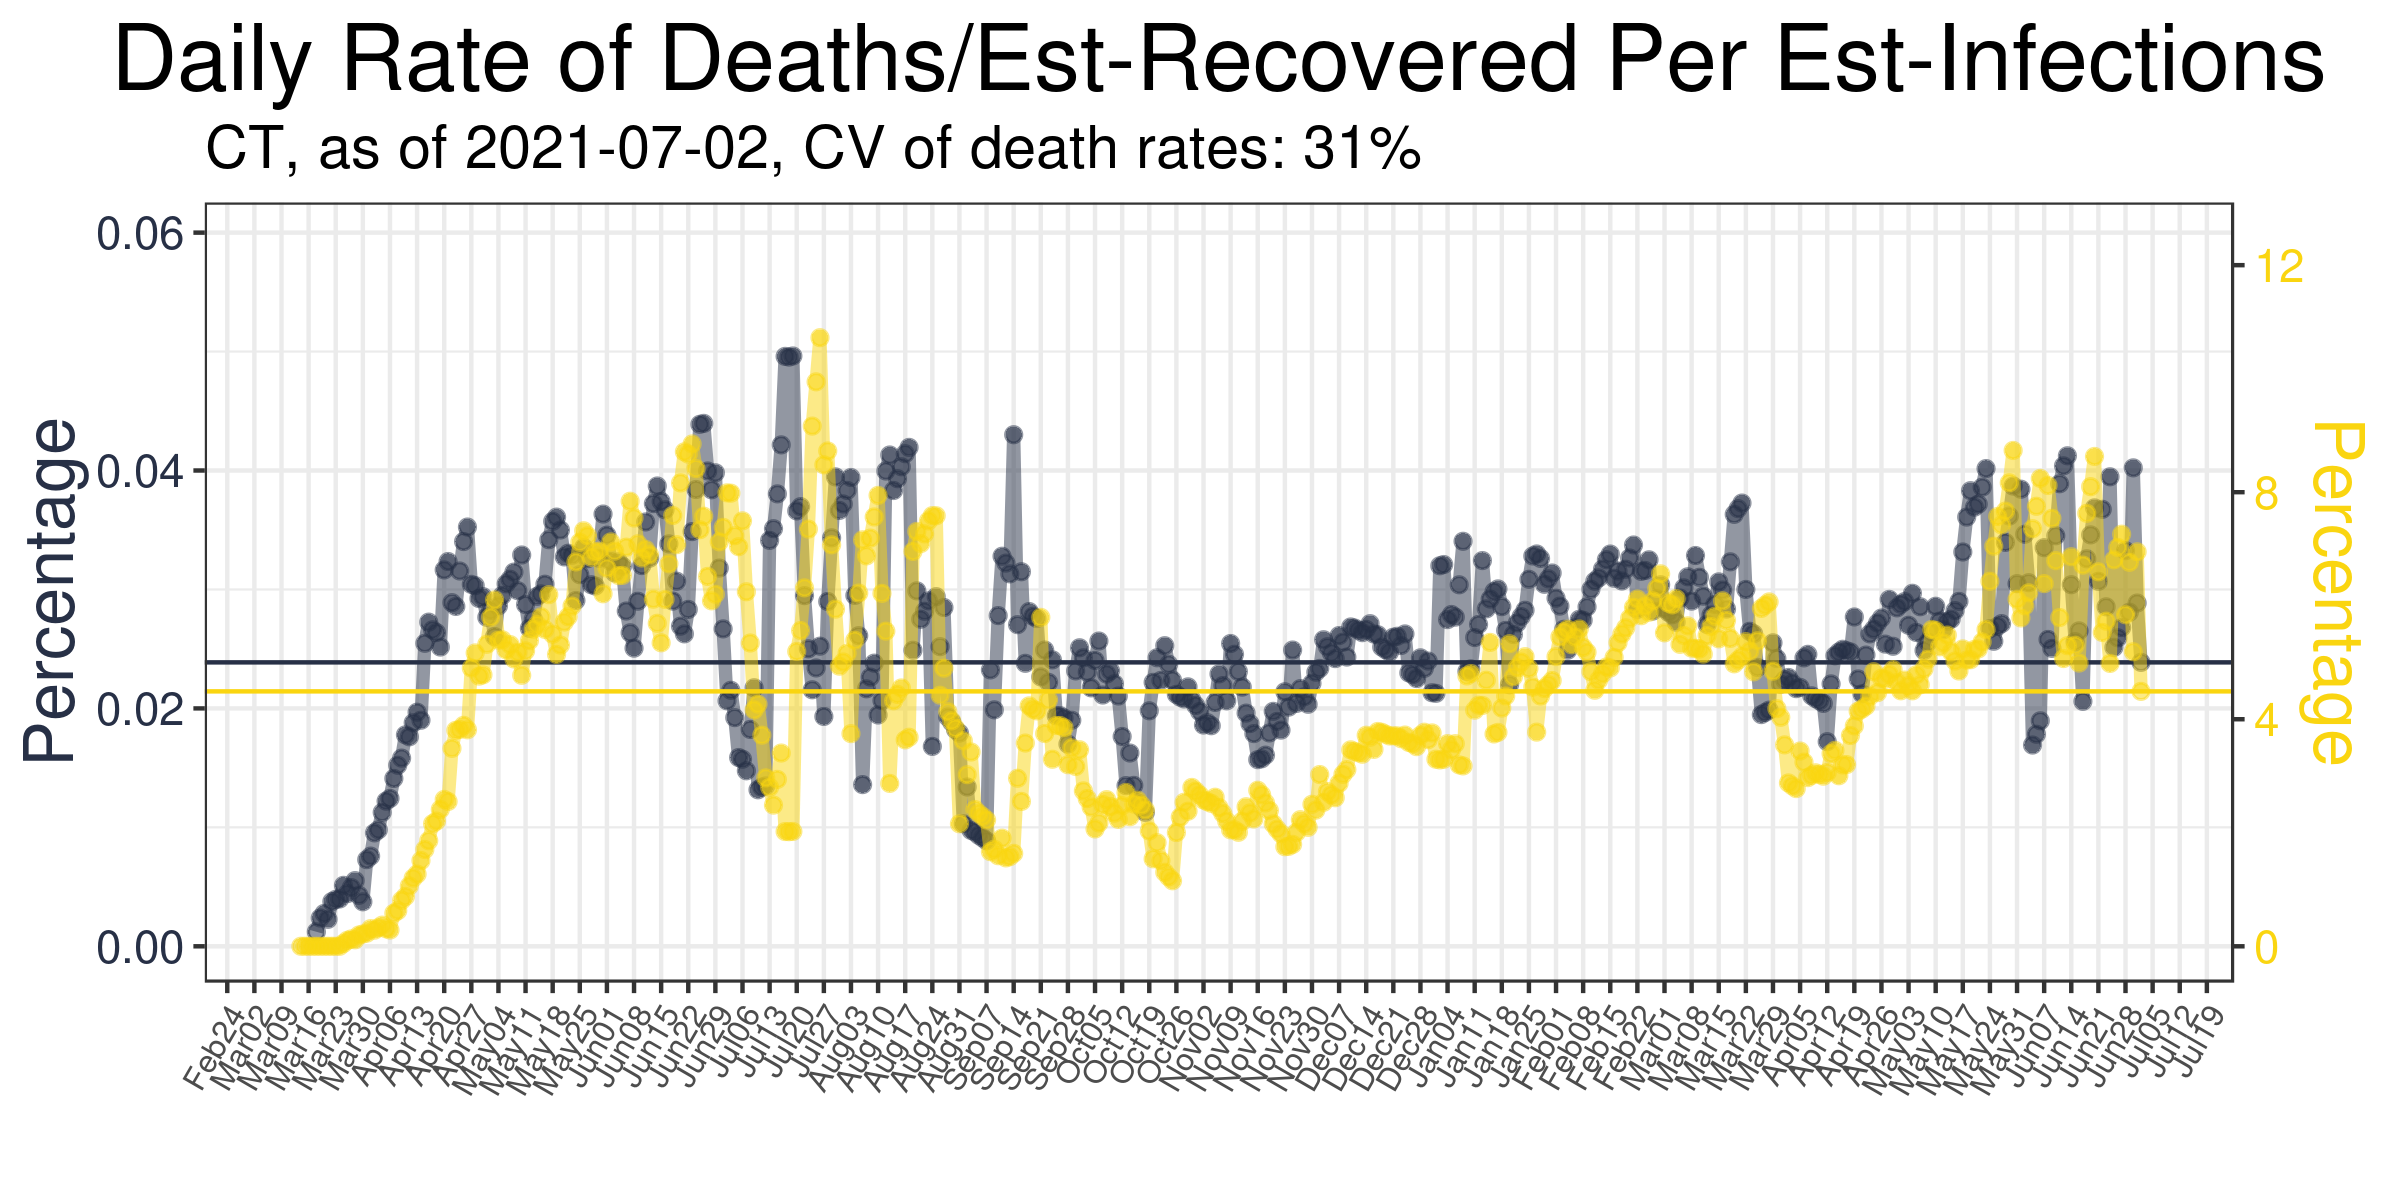 Daily Rate of Deaths/Est-Recovered Per Est-Infections
CT, as of 2021-07-02, CV of death rates: 31%
Percentage
0.06
0.04
0.02
0.00
12
8
4
0
Percentage
Feb24
Mar02
Mar09
Mar16
Mar23
Mar30
Apr06
Apr13
Apr20
Apr27
May04
May11
May18
May25
Jun01
Jun08
Jun15
Jun22
Jun29
Jul06
Jul13
Jul20
Jul27
Aug03
Aug10
Aug17
Aug24
Aug31
Sep07
Sep14
Sep21
Sep28
Oct05
Oct12
Oct19
Oct26
Nov02
Nov09
Nov16
Nov23
Nov30
Dec07
Dec14
Dec21
Dec28
Jan04
Jan11
Jan18
Jan25
Feb01
Feb08
Feb15
Feb22
Mar01
Mar08
Mar15
Mar22
Mar29
Apr05
Apr12
Apr19
Apr26
May03
May10
May17
May24
May31
Jun07
Jun14
Jun21
Jun28
Jul05
Jul12
Jul19